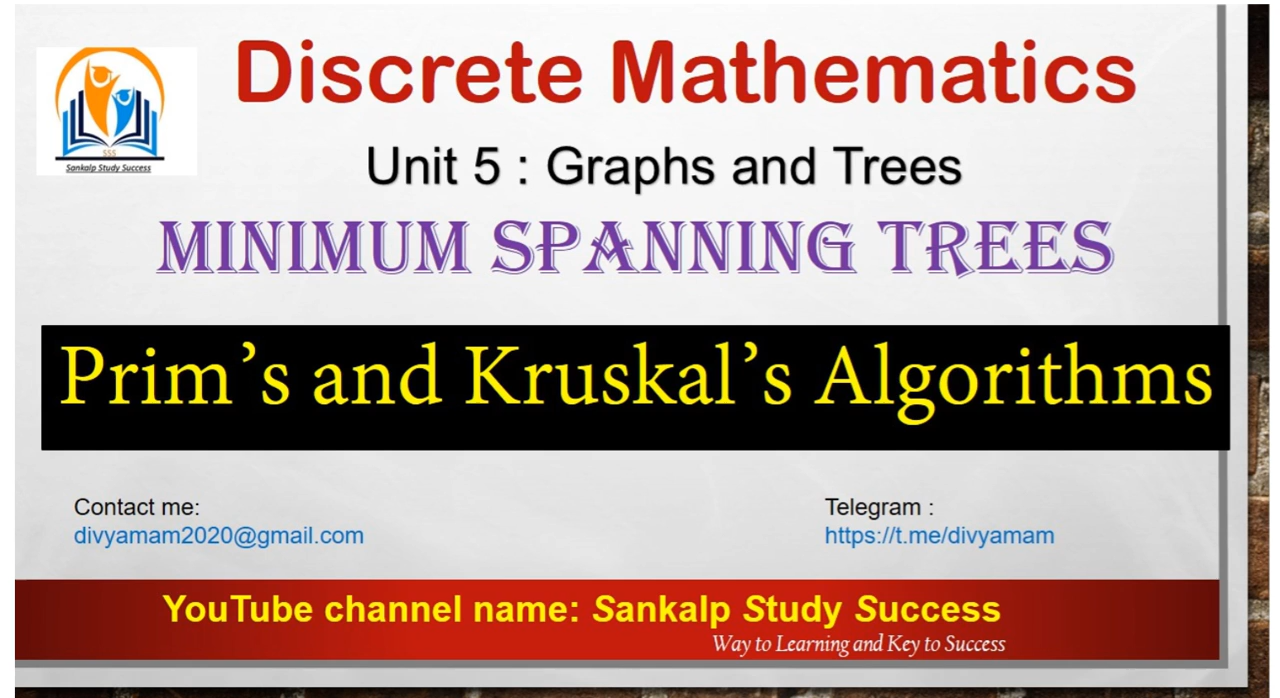 Discrete Mathematics
Unit 5 : Graphs and Trees
MINIMUM SPANNING TREES
SSS
Sankalp Study Success
Prim's and Kruskal's Algorithms
Contact me:
divyamam2020@gmail.com
Telegram :
https://t.me/divyamam
YouTube channel name: Sankalp Study Success
Way to Learning and Key to Success